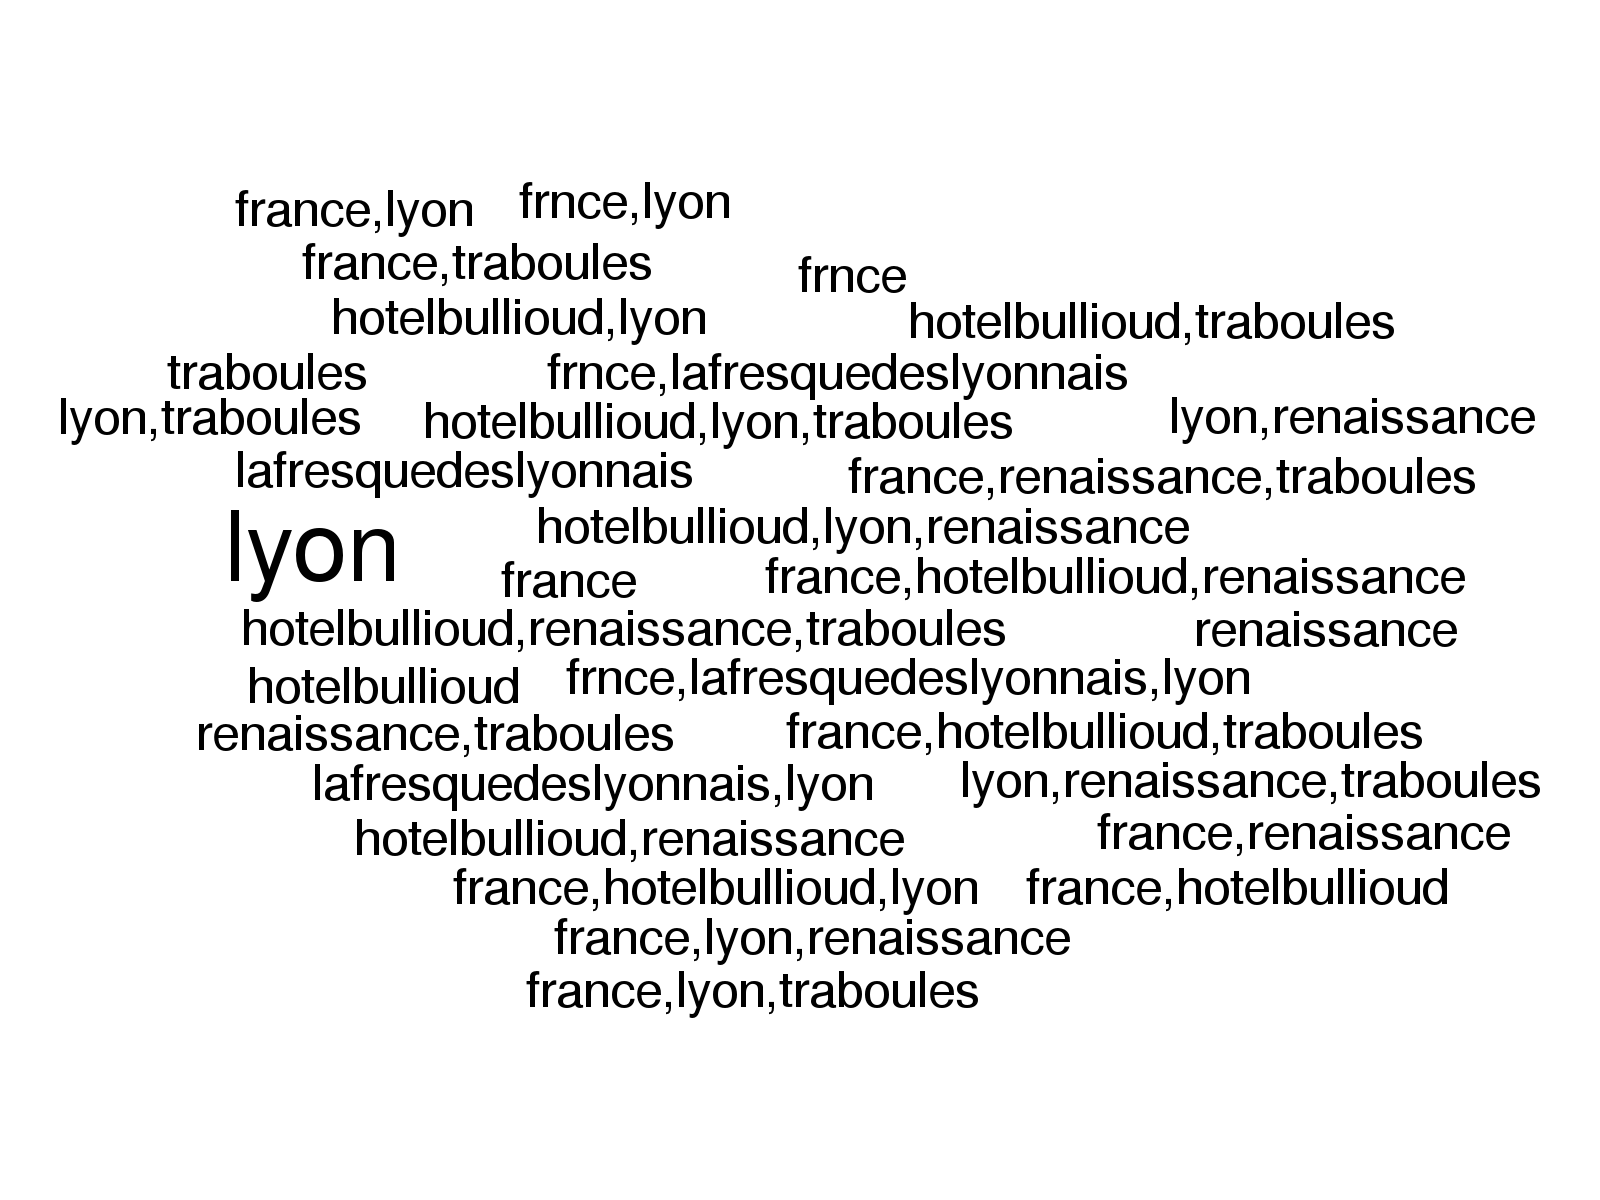 france,lyon frnce,lyon
france,traboules
frnce
hotelbullioud,lyon
hotelbullioud,traboules
traboules
frnce,lafresquedeslyonnais
lyon,traboules
hotelbullioud,lyon,traboules
lyon,renaissance
lafresquedeslyonnais
france,renaissance,traboules
hotelbullioud,lyon,renaissance
lyon
france
france,hotelbullioud,renaissance
hotelbullioud,renaissance,traboules
renaissance
hotelbullioud
frnce,lafresquedeslyonnais,lyon
renaissance,traboules
france,hotelbullioud,traboules
lafresquedeslyonnais,lyon
lyon,renaissance,traboules
hotelbullioud,renaissance
france,renaissance
france,hotelbullioud,lyon
france,hotelbullioud
france,lyon,renaissance
france,lyon,traboules